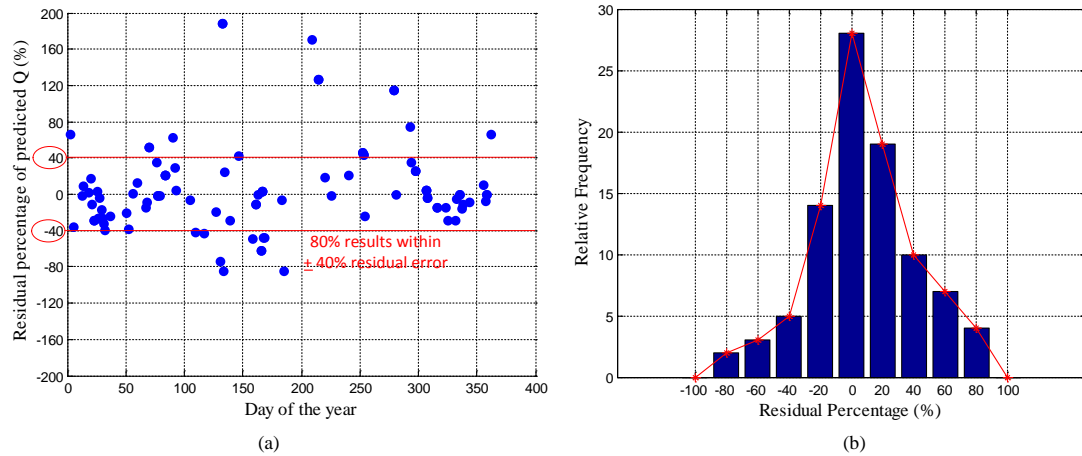 Residual percentage of predicted Q (%)
200
160
120
80
40
0
-40
-80
-120
-160
-200
80% results within
± 40% residual error
0 50 100 150 200 250 300 350 400
Day of the year
(a)
Relative Frequency
30
25
20
15
10
5
0
-100 -80 -60 -40 -20 0 20 40 60 80 100
Residual Percentage (%)
(b)